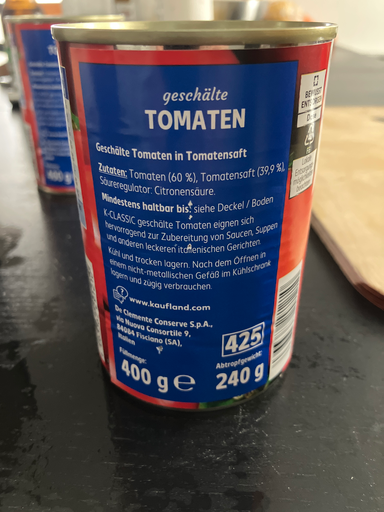 geschälte
TOMATEN
Geschälte Tomaten in Tomatensaft
Zutaten: Tomaten (60 %), Tomatensaft (39,9 %),
Säureregulator: Citronensäure.
Mindestens haltbar bis: siehe Deckel / Boden
K-CLASSIC geschälte Tomaten eignen sich
hervorragend zur Zubereitung von Saucen, Suppen
und anderen leckeren italienischen Gerichten.
Kühl und trocken lagern. Nach dem Öffnen in
einem nicht-metallischen Gefäß im Kühlschrank
lagern und zügig verbrauchen.
www.kaufland.com
De Clemente Conserve S.p.A.,
via Nuova Consortile 9,
84084 Fisciano (SA),
Italien
425
Füllmenge:
400 g e
Abtropfgewicht:
240 g